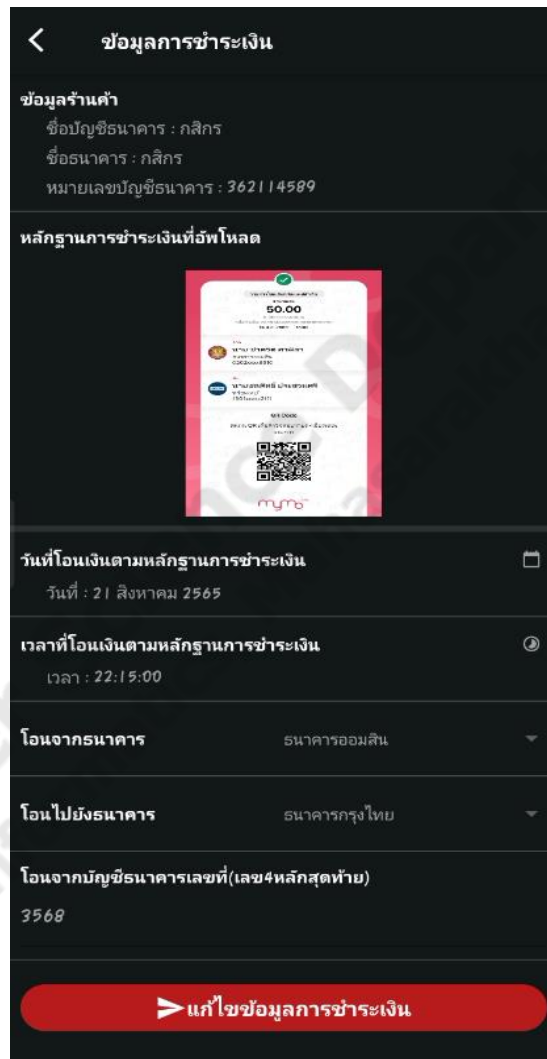 ข้อมูลการชำระเงิน
ข้อมูลร้านค้า
ชื่อบัญชีธนาคาร : กสิกร
ชื่อธนาคาร : กสิกร
หมายเลขบัญชีธนาคาร : 362114589
หลักฐานการชำระเงินที่อัพโหลด
50.00
QR Code
mymo
วันที่โอนเงินตามหลักฐานการชำระเงิน
วันที่ : 21 สิงหาคม 2565
เวลาที่โอนเงินตามหลักฐานการชำระเงิน
เวลา : 22:15:00
โอนจากธนาคาร ธนาคารออมสิน
โอนไปยังธนาคาร ธนาคารกรุงไทย
โอนจากบัญชีธนาคารเลขที่(เลข4หลักสุดท้าย)
3568
แก้ไขข้อมูลการชำระเงิน